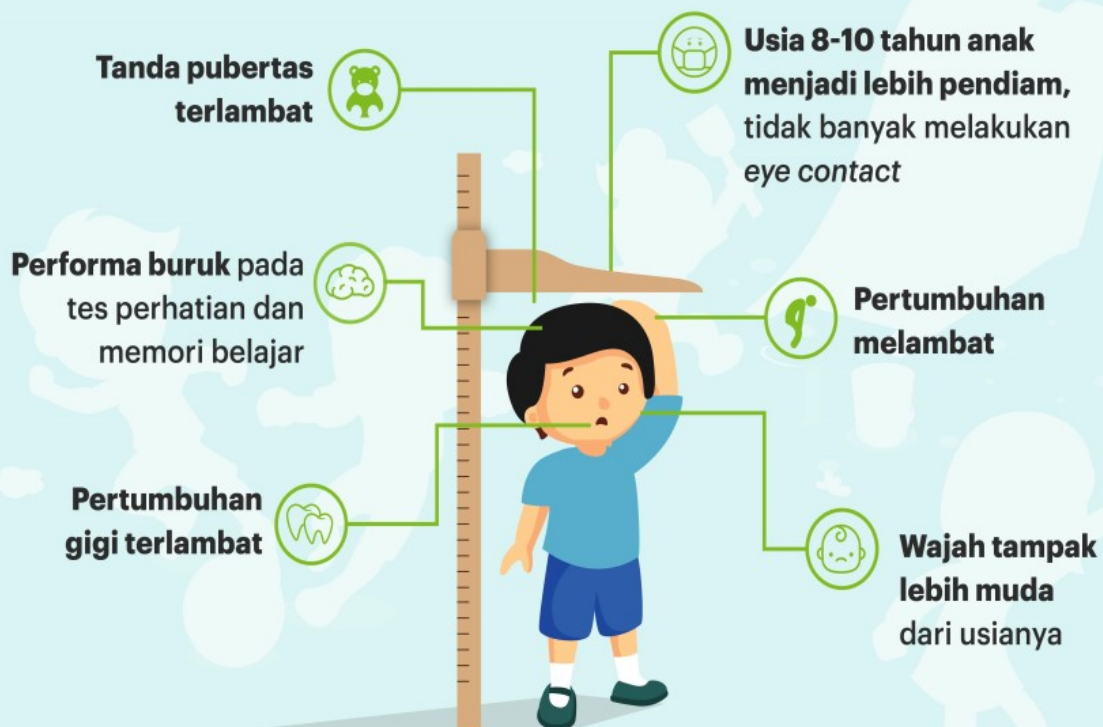 Tanda pubertas
terlambat
Usia 8-10 tahun anak
menjadi lebih pendiam,
tidak banyak melakukan
eye contact
Performa buruk pada
tes perhatian dan
memori belajar
Pertumbuhan
melambat
Pertumbuhan
gigi terlambat
Wajah tampak
lebih muda
dari usianya